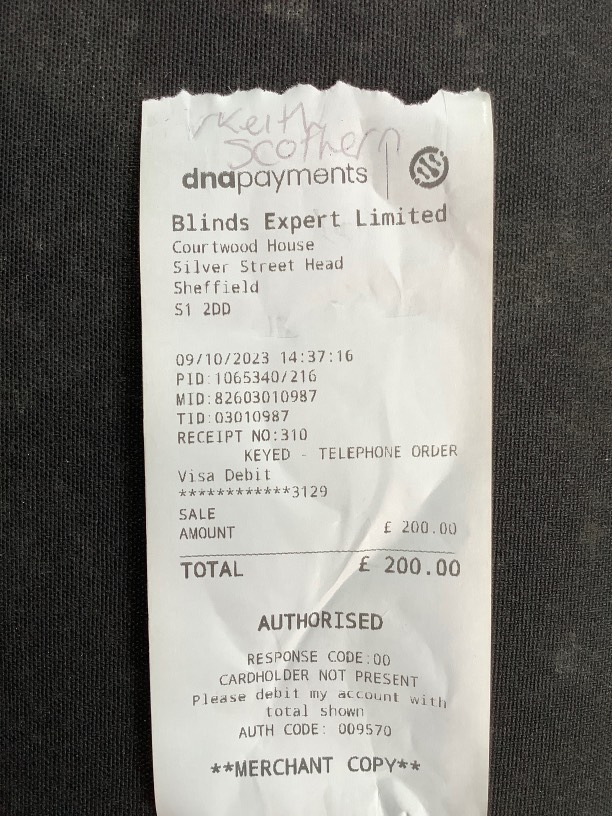 Keith
Scothern
dnapayments
Blinds Expert Limited
Courtwood House
Silver Street Head
Sheffield
S1 2DD
09/10/2023 14:37:16
PID:1065340/216
MID:82603010987
TID:03010987
RECEIPT NO:310
KEYED - TELEPHONE ORDER
Visa Debit
************3129
SALE
AMOUNT £ 200.00
TOTAL £ 200.00
AUTHORISED
RESPONSE CODE:00
CARDHOLDER NOT PRESENT
Please debit my account with
total shown
AUTH CODE: 009570
**MERCHANT COPY**